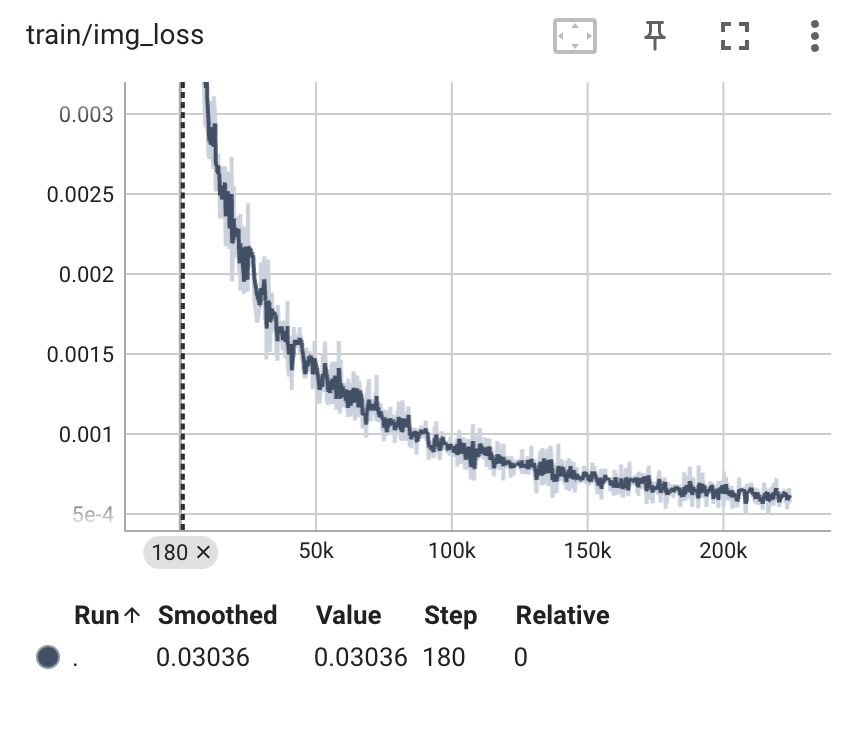 train/img_loss
0.003
0.0025
0.002
0.0015
0.001
5e-4
180 × 50k 100k 150k 200k
Run↑ Smoothed Value Step Relative
. 0.03036 0.03036 180 0